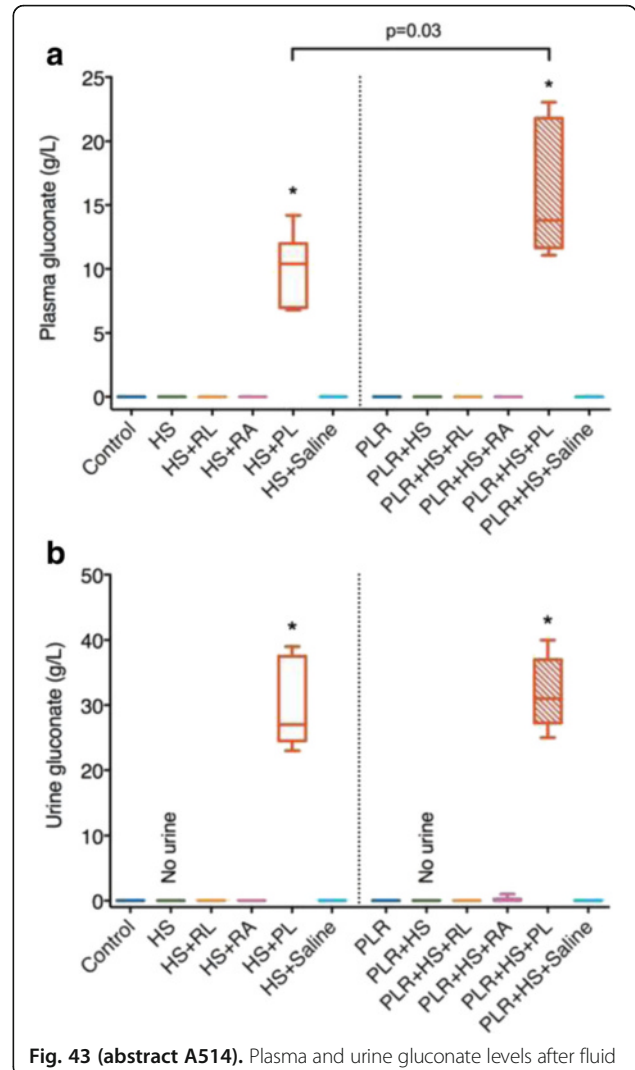 a
p=0.03
Plasma gluconate (g/L)
25
20
15
10
5
0
*
*
Control
HS
HS+RL
HS+RA
HS+PL
HS+Saline
PLR
PLR+HS
PLR+HS+RL
PLR+HS+RA
PLR+HS+PL
PLR+HS+Saline
b
Urine gluconate (g/L)
50
40
30
20
10
0
*
*
No urine
No urine
Control
HS
HS+RL
HS+RA
HS+PL
HS+Saline
PLR
PLR+HS
PLR+HS+RL
PLR+HS+RA
PLR+HS+PL
PLR+HS+Saline
Fig. 43 (abstract A514). Plasma and urine gluconate levels after fluid